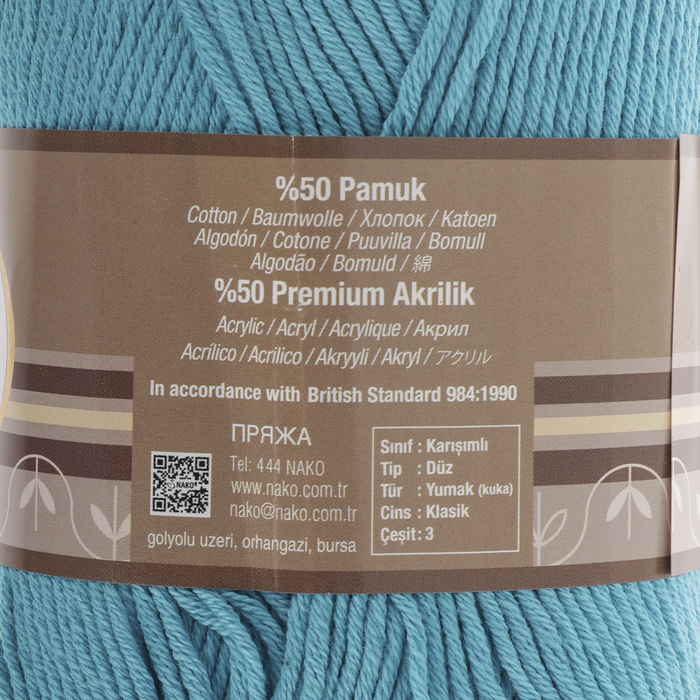 %50 Pamuk
Cotton / Baumwolle / Хлопок / Katoen
Algodón / Cotone / Puuvilla / Bomull
Algodão / Bomuld / 綿
%50 Premium Akrilik
Acrylic / Acryl / Acrylique / Акрил
Acrílico / Acrilico / Akryyli / Akryl / アクリル
In accordance with British Standard 984:1990
ПРЯЖА
Tel: 444 NAKO
www.nako.com.tr
nako@nako.com.tr
NAKO
golyolu uzeri, orhangazi, bursa
Sınıf : Karışımlı
Tip : Düz
Tür : Yumak (kuka)
Cins : Klasik
Çeşit : 3